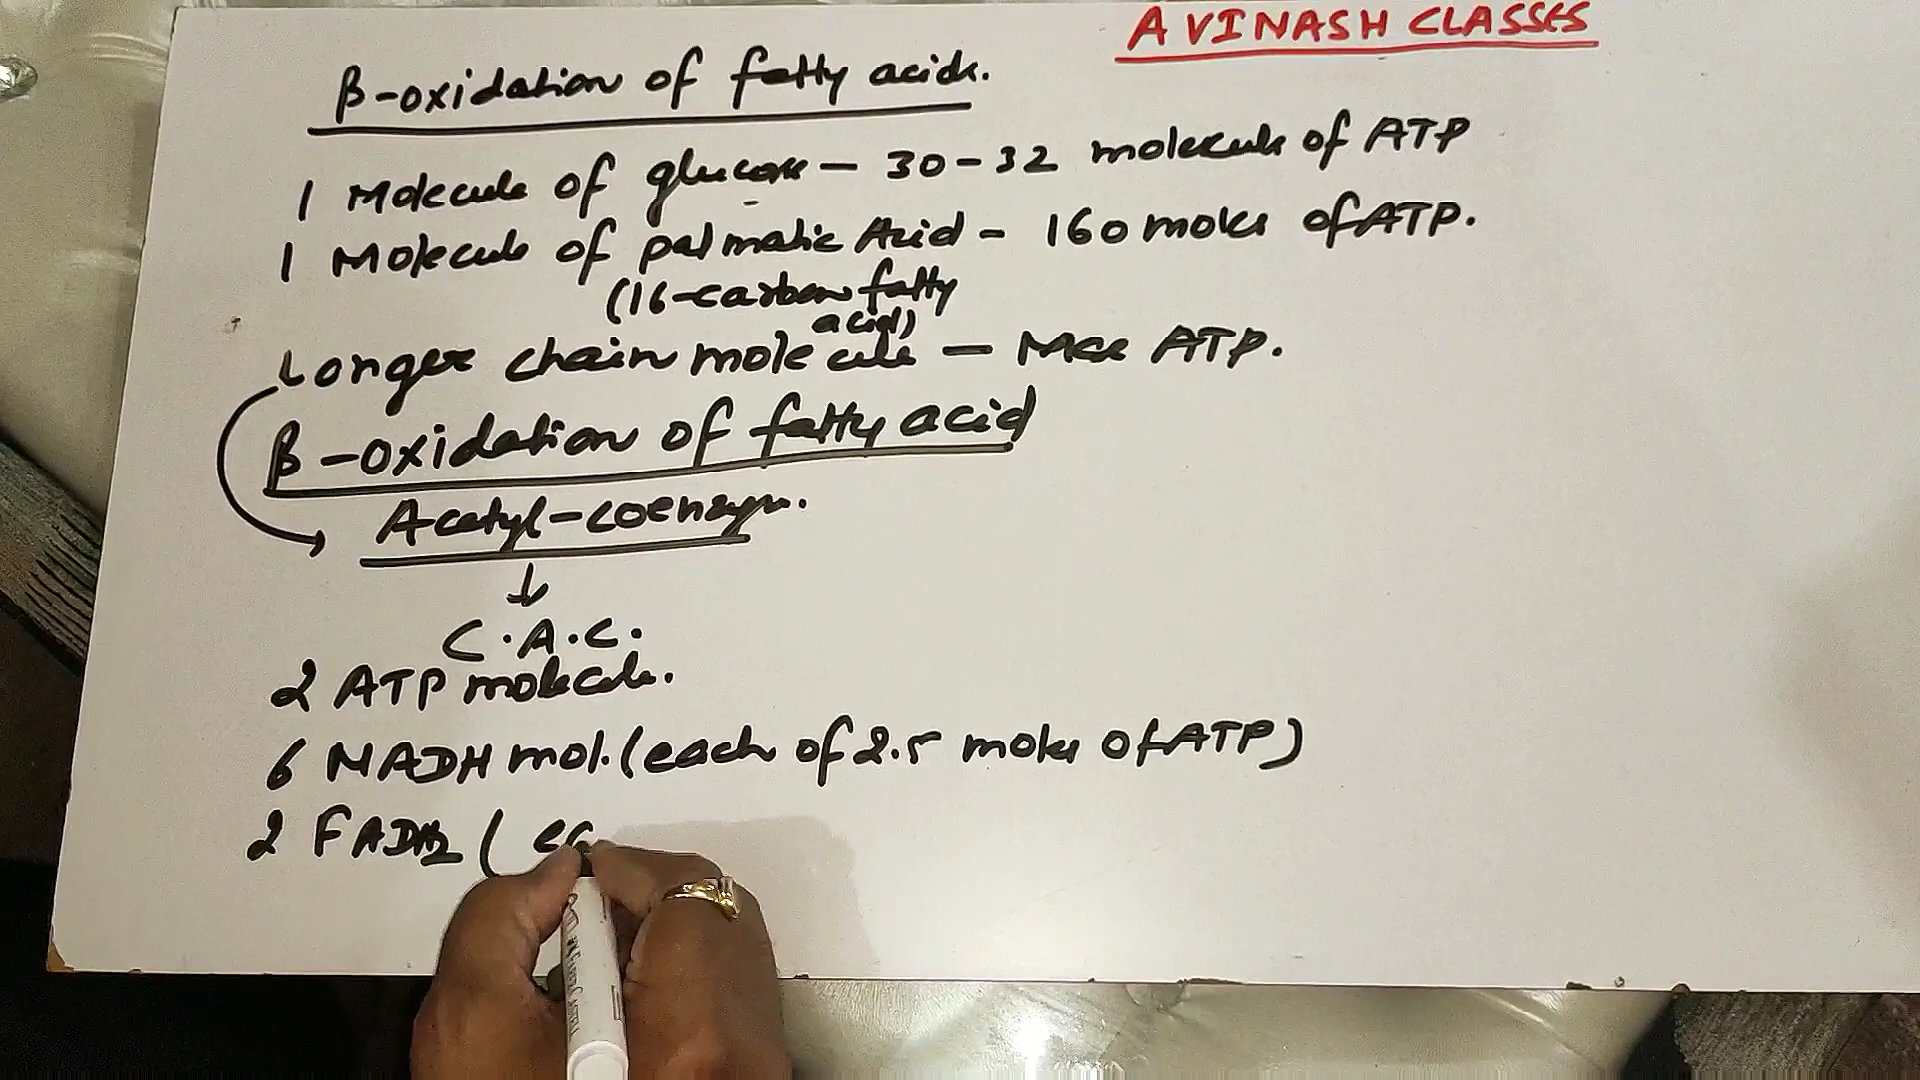 AVINASH CLASSES
β-oxidation of fatty acids.
1 Molecule of glucose - 30-32 molecule of ATP
1 Molecule of palmatic Acid - 160 moles of ATP.
(16-carbon fatty
acid)
Longer chain molecule - ATP.
β-oxidation of fatty acid
Acetyl-coenzym.
↓
C.A.C.
2 ATP molecule.
6 NADH mol. (each of 2.5 moles of ATP)
2 FADH2 ( ea